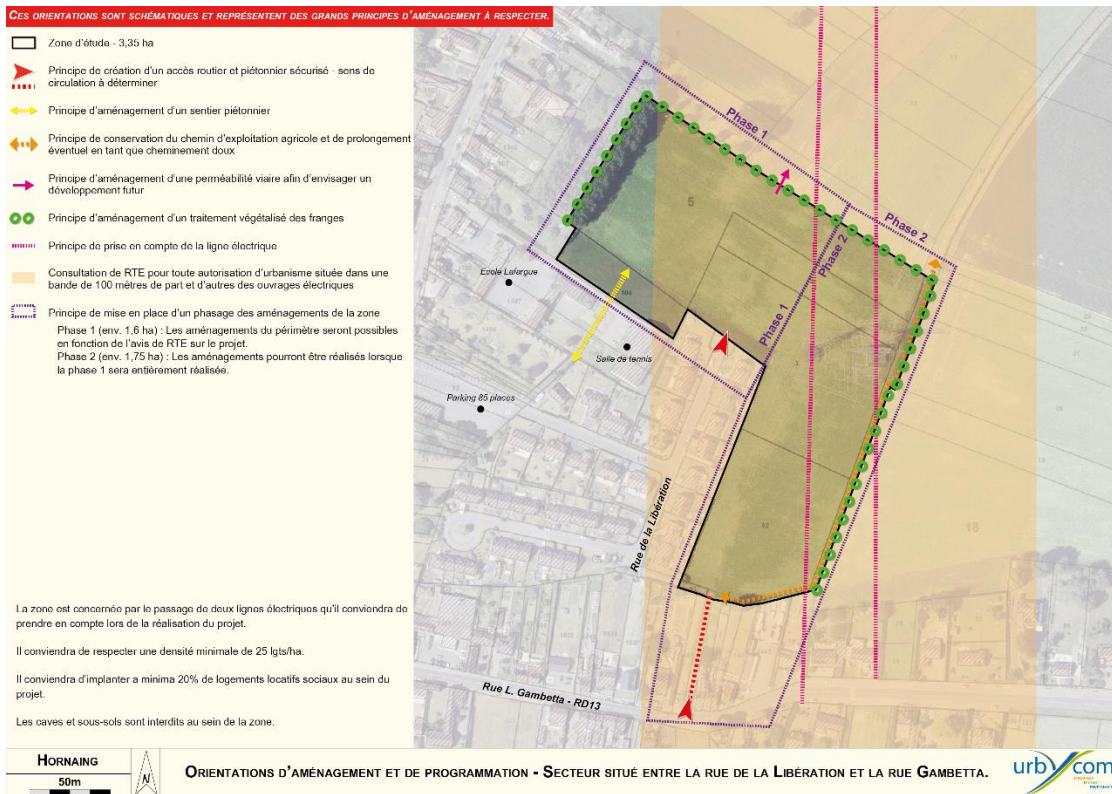 CES ORIENTATIONS SONT SCHÉMATIQUES ET REPRÉSENTENT DES GRANDS PRINCIPES D'AMÉNAGEMENT À RESPECTER.
Zone d'étude - 3,35 ha
Principe de création d'un accès routier et piétonnier sécurisé - sens de
circulation à déterminer
Principe d'aménagement d'un sentier piétonnier
Principe de conservation du chemin d'exploitation agricole et de prolongement
éventuel en tant que cheminement doux
Principe d'aménagement d'une perméabilité viaire afin d'envisager un
développement futur
Principe d'aménagement d'un traitement végétalisé des franges
Principe de prise en compte de la ligne électrique
Consultation de RTE pour toute autorisation d'urbanisme située dans une
bande de 100 mètres de part et d'autres des ouvrages électriques
Principe de mise en place d'un phasage des aménagements de la zone
Phase 1 (env. 1,6 ha) : Les aménagements du périmètre seront possibles
en fonction de l'avis de RTE sur le projet.
Phase 2 (env. 1,75 ha) : Les aménagements pourront être réalisés lorsque
la phase 1 sera entièrement réalisée.
La zone est concernée par le passage de deux lignes électriques qu'il conviendra de
prendre en compte lors de la réalisation du projet.
Il conviendra de respecter une densité minimale de 25 lgts/ha.
Il conviendra d'implanter a minima 20% de logements locatifs sociaux au sein du
projet.
Les caves et sous-sols sont interdits au sein de la zone.
Phase 1
Phase 2
Phase 2
Phase 1
5
Ecole Lafargue
Salle de tennis
Parking 85 places
Rue de la Libération
Rue L. Gambetta - RD13
HORNAING
50m
N
ORIENTATIONS D'AMÉNAGEMENT ET DE PROGRAMMATION - SECTEUR SITUÉ ENTRE LA RUE DE LA LIBÉRATION ET LA RUE GAMBETTA.
urbycom